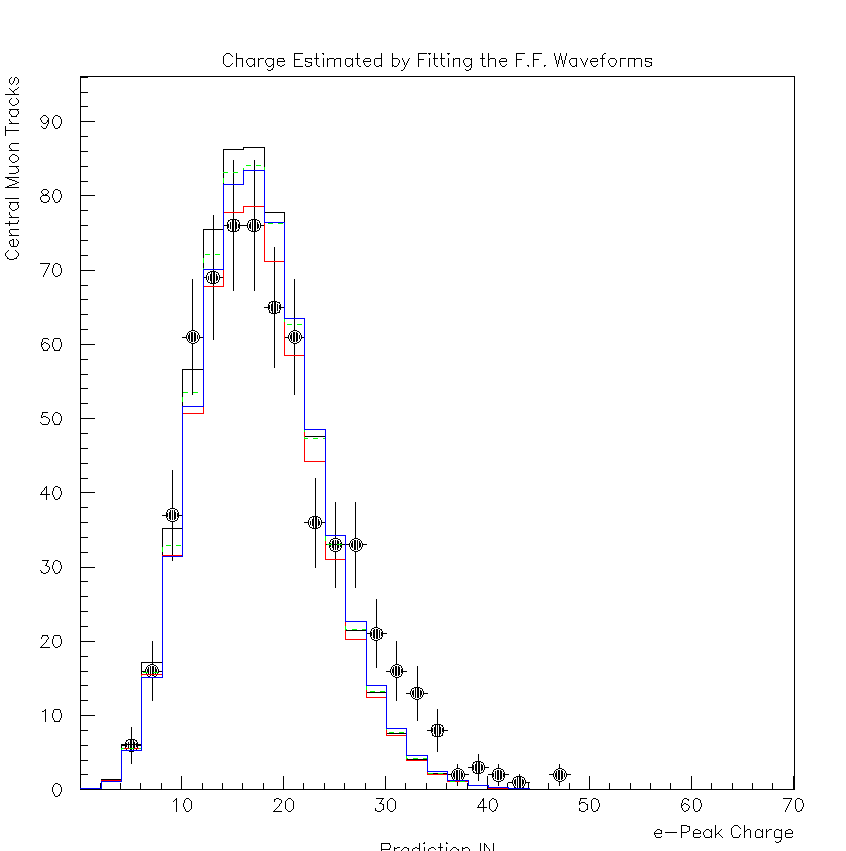 Charge Estimated by Fitting the F.F. Waveforms
Central Muon Tracks
90
80
70
60
50
40
30
20
10
0
10 20 30 40 50 60 70
e-Peak Charge
Prediction IN